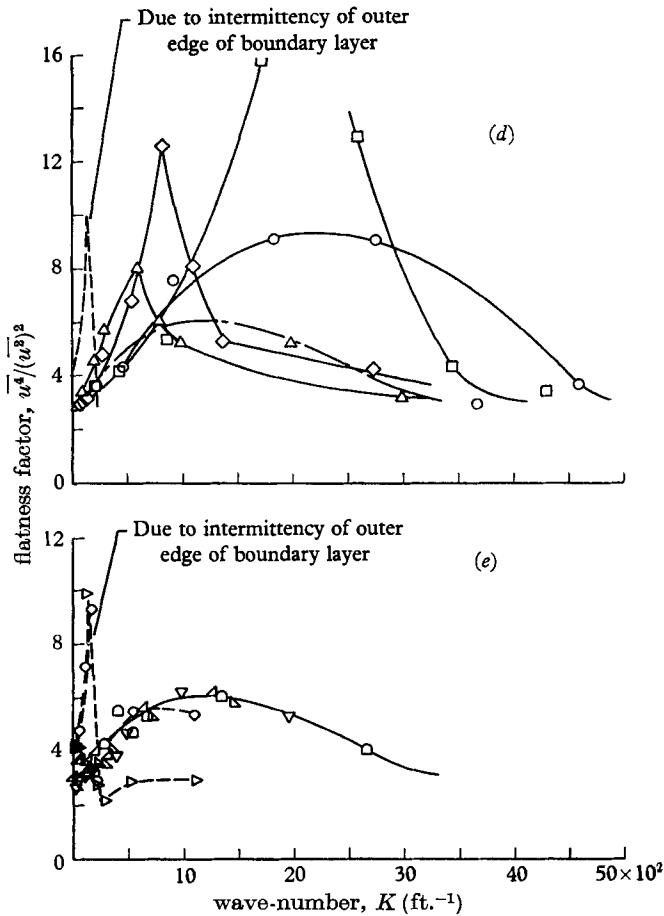 Due to intermittency of outer
edge of boundary layer
16
(d)
12
8
4
0
flatness factor, u⁴/(u²)²
12
Due to intermittency of outer
edge of boundary layer
(e)
8
4
0
10
20
30
40
50×10²
wave-number, K (ft.⁻¹)